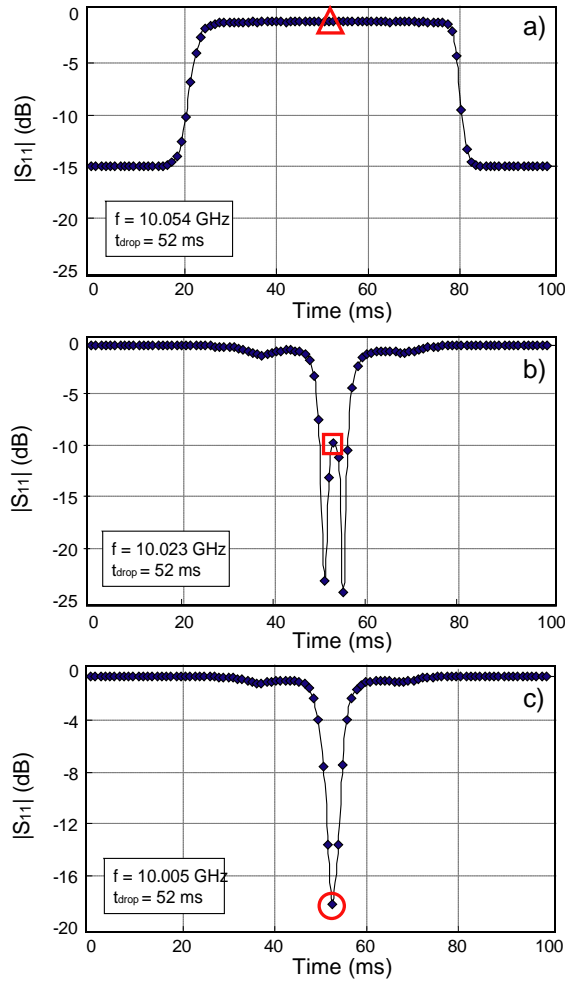 a)
|S11| (dB)
0
-5
-10
-15
-20
-25
f = 10.054 GHz
tdrop = 52 ms
0 20 40 60 80 100
Time (ms)
b)
|S11| (dB)
0
-5
-10
-15
-20
-25
f = 10.023 GHz
tdrop = 52 ms
0 20 40 60 80 100
Time (ms)
c)
|S11| (dB)
0
-4
-8
-12
-16
-20
f = 10.005 GHz
tdrop = 52 ms
0 20 40 60 80 100
Time (ms)